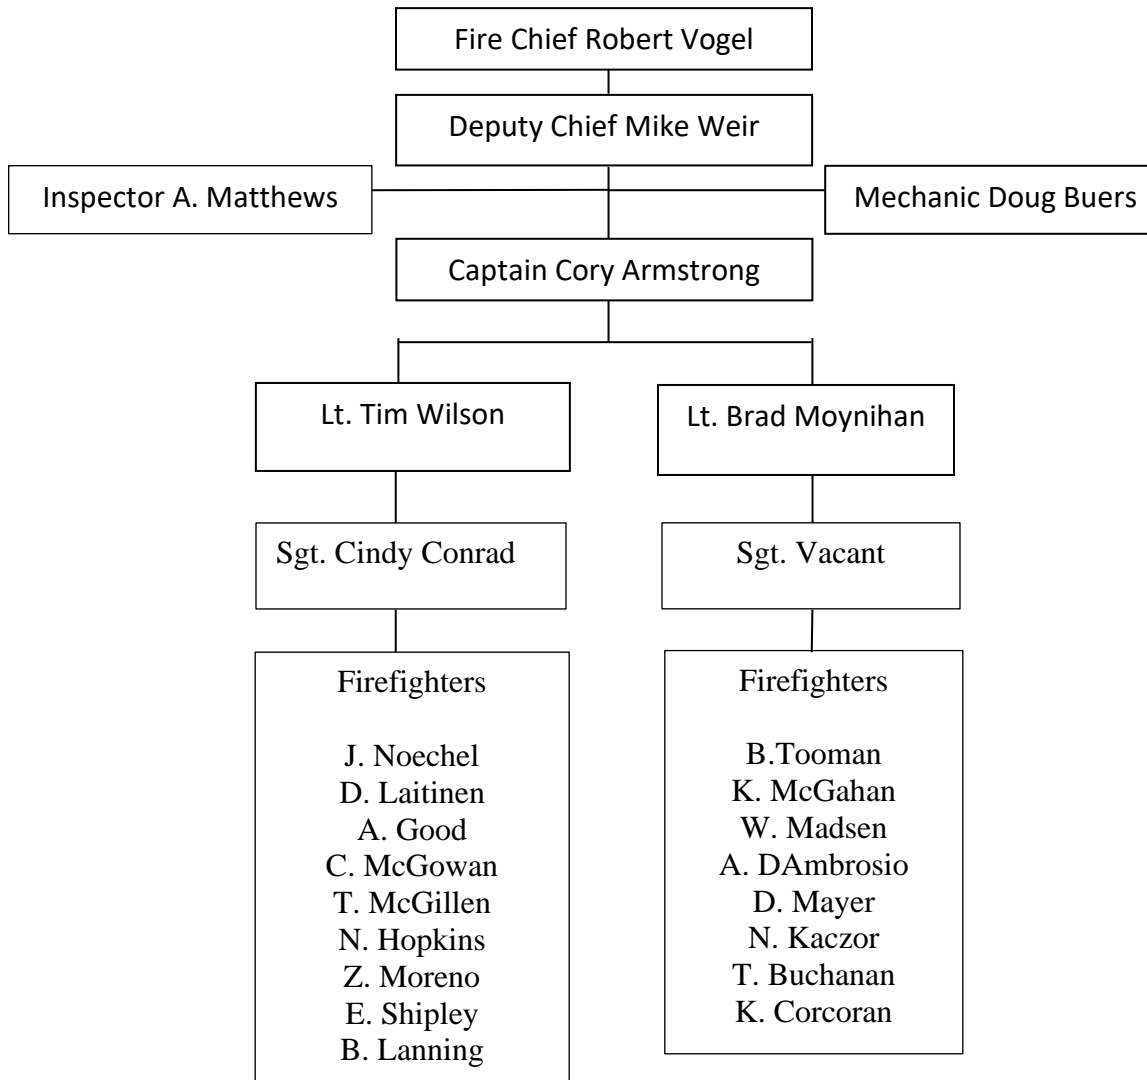 Fire Chief Robert Vogel
Deputy Chief Mike Weir
Inspector A. Matthews
Mechanic Doug Buers
Captain Cory Armstrong
Lt. Tim Wilson
Lt. Brad Moynihan
Sgt. Cindy Conrad
Sgt. Vacant
Firefighters
J. Noechel
D. Laitinen
A. Good
C. McGowan
T. McGillen
N. Hopkins
Z. Moreno
E. Shipley
B. Lanning
Firefighters
B.Tooman
K. McGahan
W. Madsen
A. DAmbrosio
D. Mayer
N. Kaczor
T. Buchanan
K. Corcoran